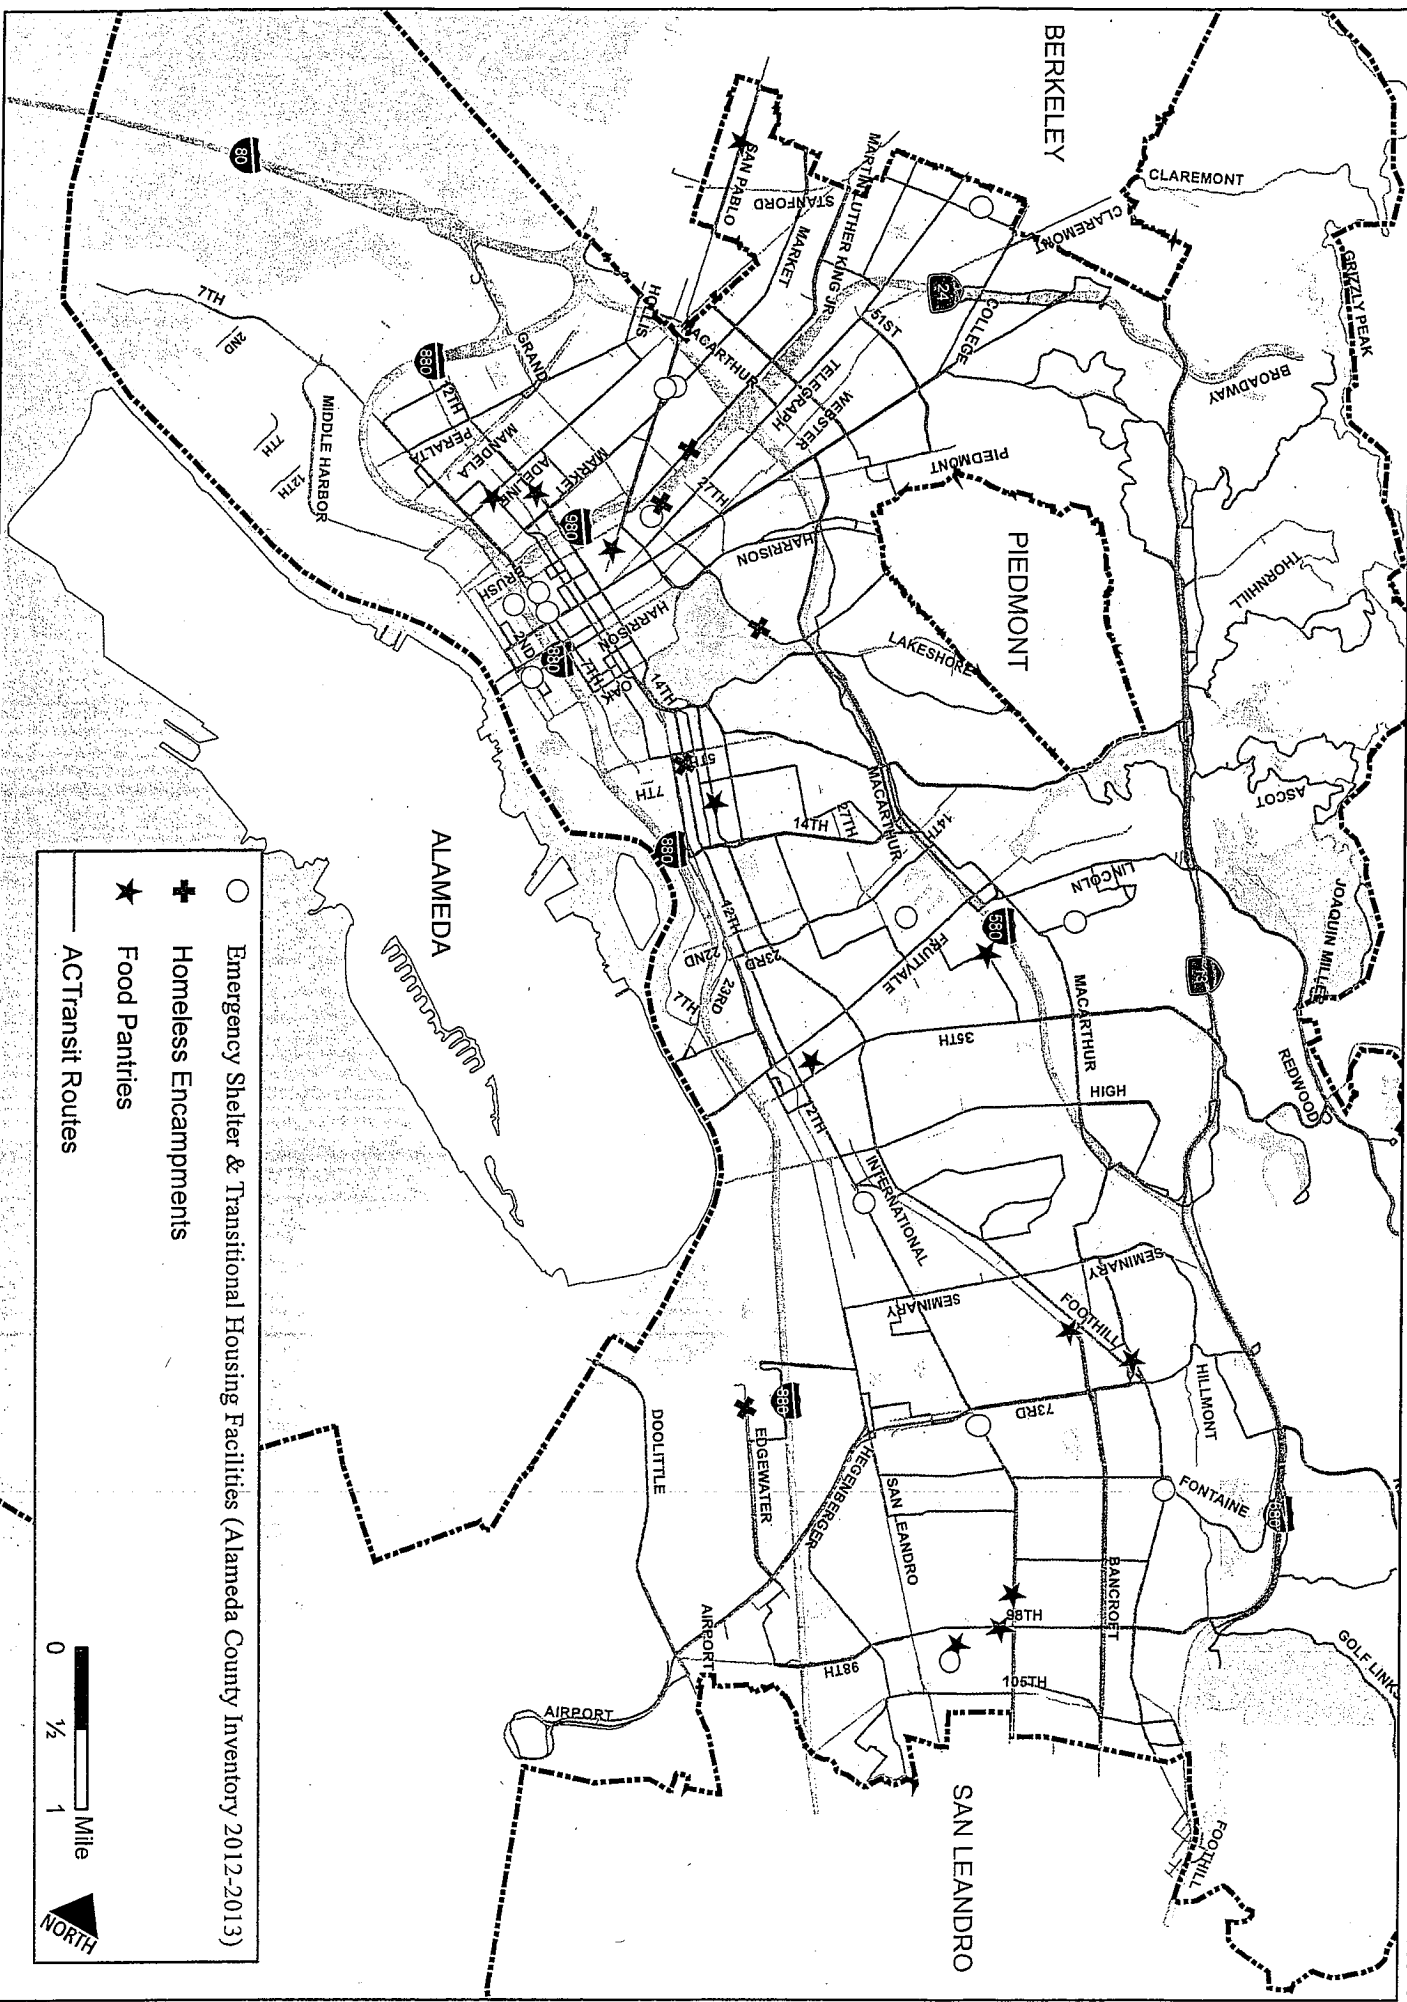 BERKELEY
PIEDMONT
ALAMEDA
SAN LEANDRO
CLAREMONT
CLAREMONT
GRIZZLY PEAK
BROADWAY
THORNHILL
ASCOT
JOAQUIN MILLE
REDWOOD
GOLF LINKS
SAN PABLO
STANFORD
MARKET
MARTIN LUTHER KING JR
24
COLLEGE
51ST
TELEGRAPH
WEBSTER
PIEDMONT
80
HOLLIS
MACARTHUR
GRAND
880
12TH
PERALTA
MANDELA
ADELINE
MARKET
27TH
980
HARRISON
HARRISON
LAKESHORE
7TH
2ND
MIDDLE HARBOR
7TH
12TH
BRUSH
2ND
880
7TH
OAK
14TH
5TH
7TH
880
14TH
27TH
MACARTHUR
14TH
LINCOLN
580
13
12TH
22ND
23RD
23RD
7TH
FRUITVALE
35TH
MACARTHUR
HIGH
12TH
INTERNATIONAL
SEMINARY
SEMINARY
FOOTHILL
HILLMONT
73RD
FONTAINE
580
880
EDGEWATER
DOOLITTLE
HEGENBERGER
SAN LEANDRO
BANCROFT
98TH
98TH
105TH
AIRPORT
AIRPORT
FOOTHILL
Emergency Shelter & Transitional Housing Facilities (Alameda County Inventory 2012-2013)
Homeless Encampments
Food Pantries
ACTransit Routes
0 ½ 1
Mile
NORTH